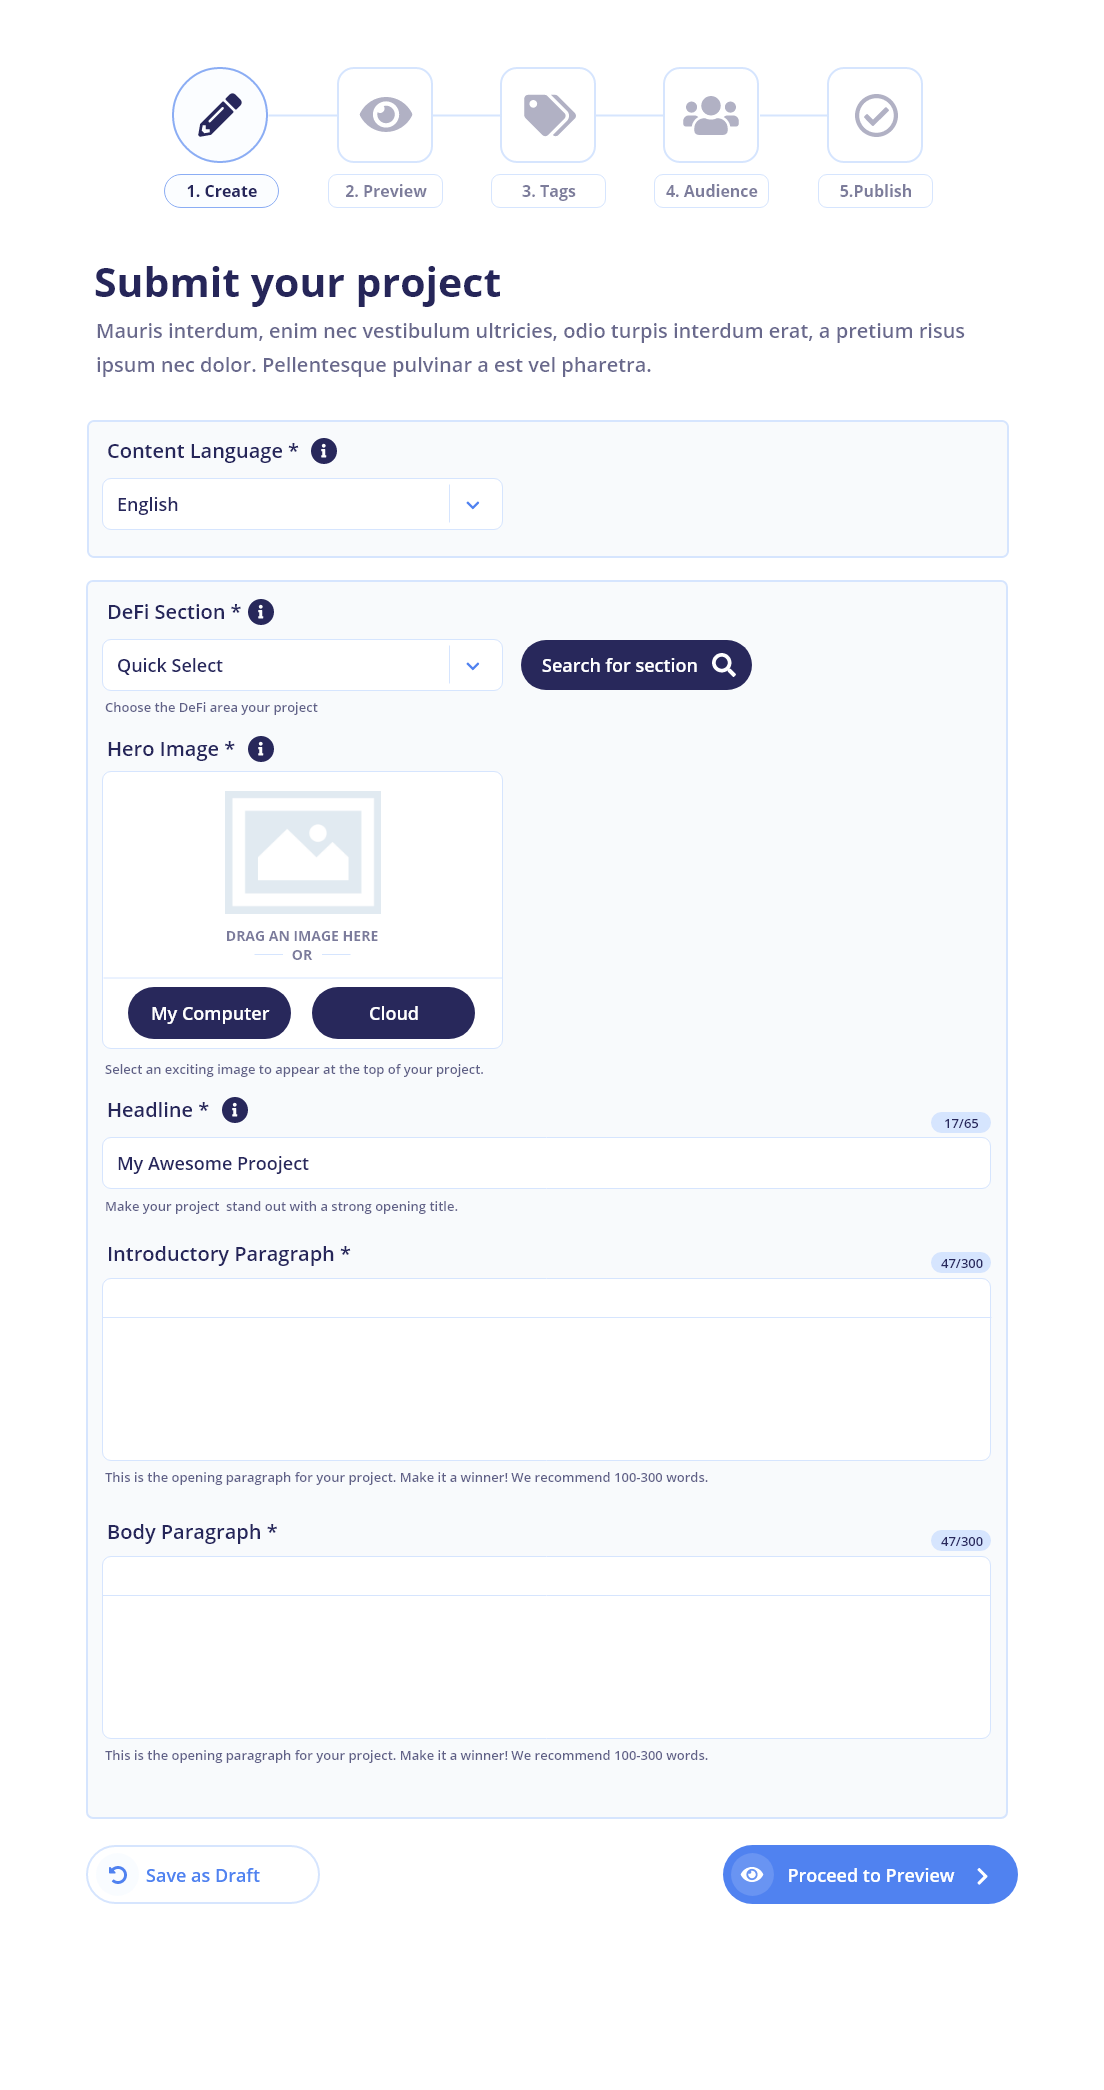 1. Create
2. Preview
3. Tags
4. Audience
5.Publish
Submit your project
Mauris interdum, enim nec vestibulum ultricies, odio turpis interdum erat, a pretium risus
ipsum nec dolor. Pellentesque pulvinar a est vel pharetra.
Content Language *
English
DeFi Section *
Quick Select
Search for section
Choose the DeFi area your project
Hero Image *
DRAG AN IMAGE HERE
OR
My Computer
Cloud
Select an exciting image to appear at the top of your project.
Headline *
17/65
My Awesome Prooject
Make your project  stand out with a strong opening title.
Introductory Paragraph *
47/300
This is the opening paragraph for your project. Make it a winner! We recommend 100-300 words.
Body Paragraph *
47/300
This is the opening paragraph for your project. Make it a winner! We recommend 100-300 words.
Save as Draft
Proceed to Preview